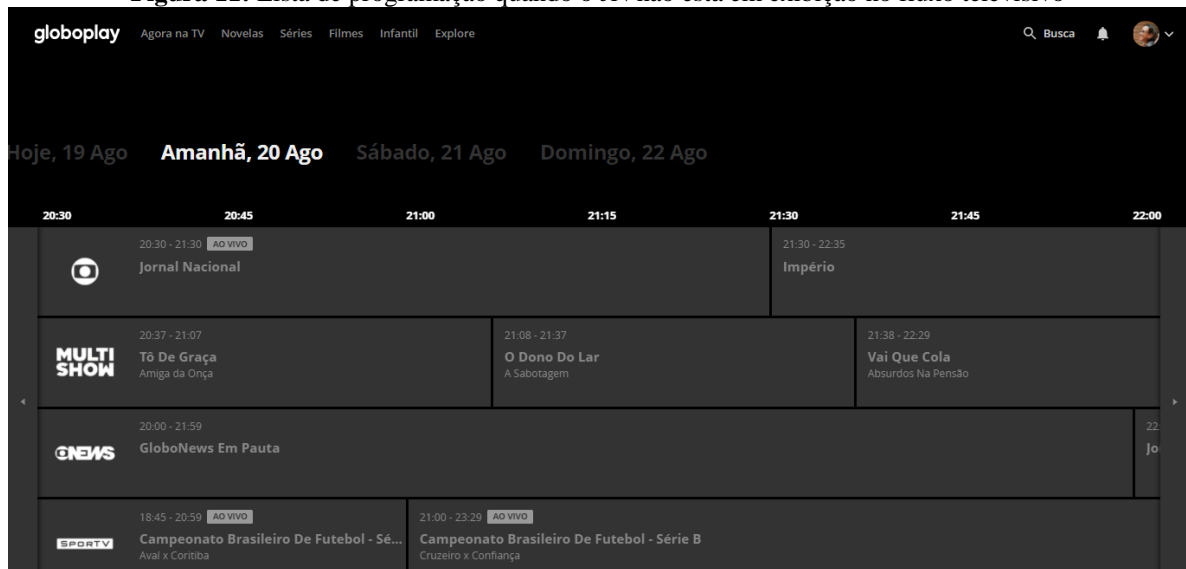 Figura 12. Lista de programação quando o JN não está em exibição no fluxo televisivo
globoplay Agora na TV Novelas Séries Filmes Infantil Explore Busca
Hoje, 19 Ago Amanhã, 20 Ago Sábado, 21 Ago Domingo, 22 Ago
20:30 20:45 21:00 21:15 21:30 21:45 22:00
20:30 - 21:30 AO VIVO 21:30 - 22:35
Jornal Nacional Império
20:37 - 21:07 21:08 - 21:37 21:38 - 22:29
MULTI SHOW Tô De Graça O Dono Do Lar Vai Que Cola
Amiga da Onça A Sabotagem Absurdos Na Pensão
20:00 - 21:59 22:
GNEWS GloboNews Em Pauta Jo
18:45 - 20:59 AO VIVO 21:00 - 23:29 AO VIVO
SPORTV Campeonato Brasileiro De Futebol - Sé... Campeonato Brasileiro De Futebol - Série B
Avaí x Coritiba Cruzeiro x Confiança